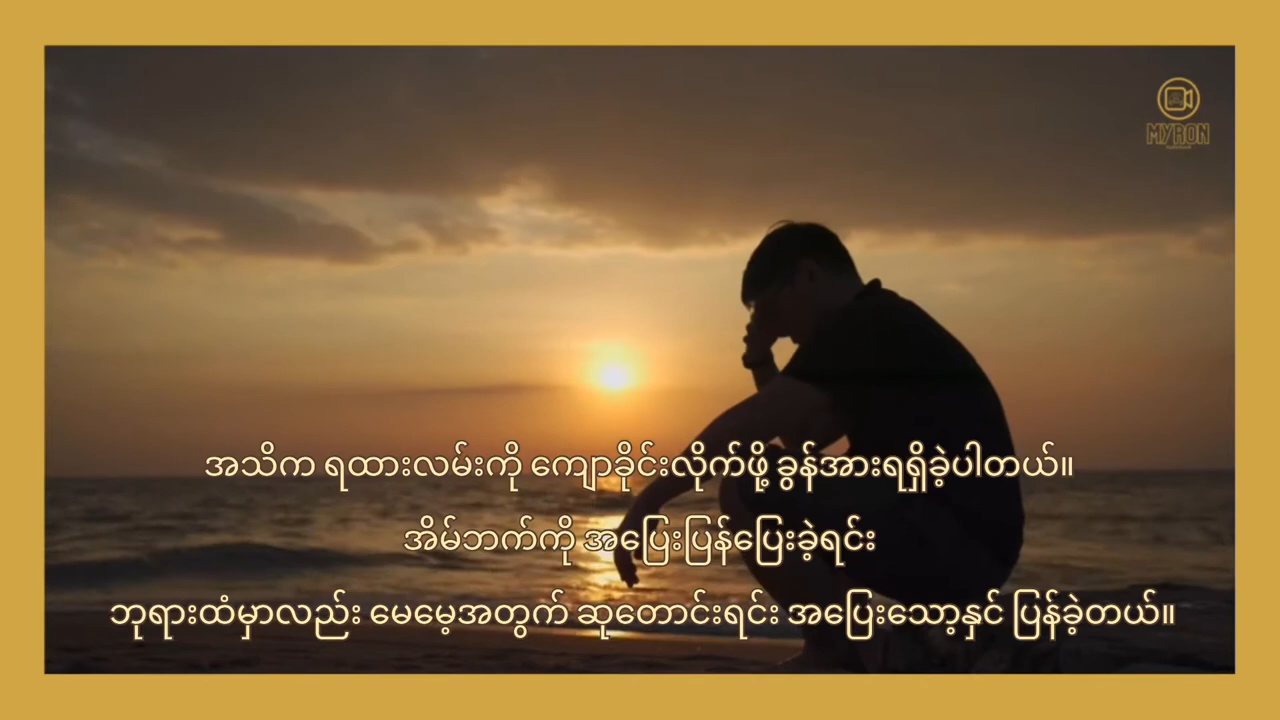 MYRON
အသိက ရထားလမ်းကို ကျောခိုင်းလိုက်ဖို့ ခွန်အားရရှိခဲ့ပါတယ်။
အိမ်ဘက်ကို အပြေးပြန်ပြေးခဲ့ရင်း
ဘုရားထံမှာလည်း မေမေ့အတွက် ဆုတောင်းရင်း အပြေးသော့နှင် ပြန်ခဲ့တယ်။